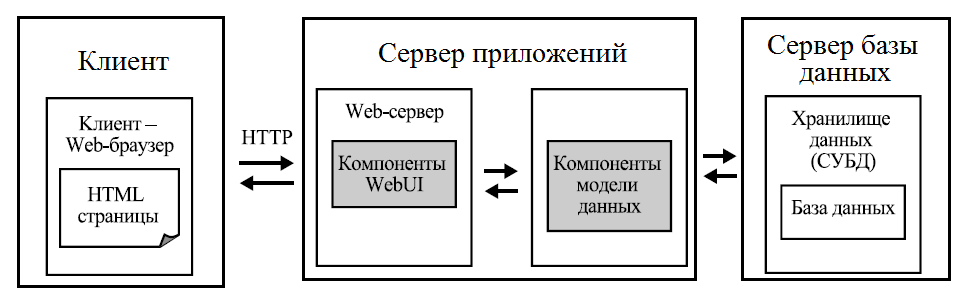 Клиент
Клиент –
Web-браузер
HTML
страницы
HTTP
Сервер приложений
Web-сервер
Компоненты
WebUI
Компоненты
модели
данных
Сервер базы
данных
Хранилище
данных
(СУБД)
База данных